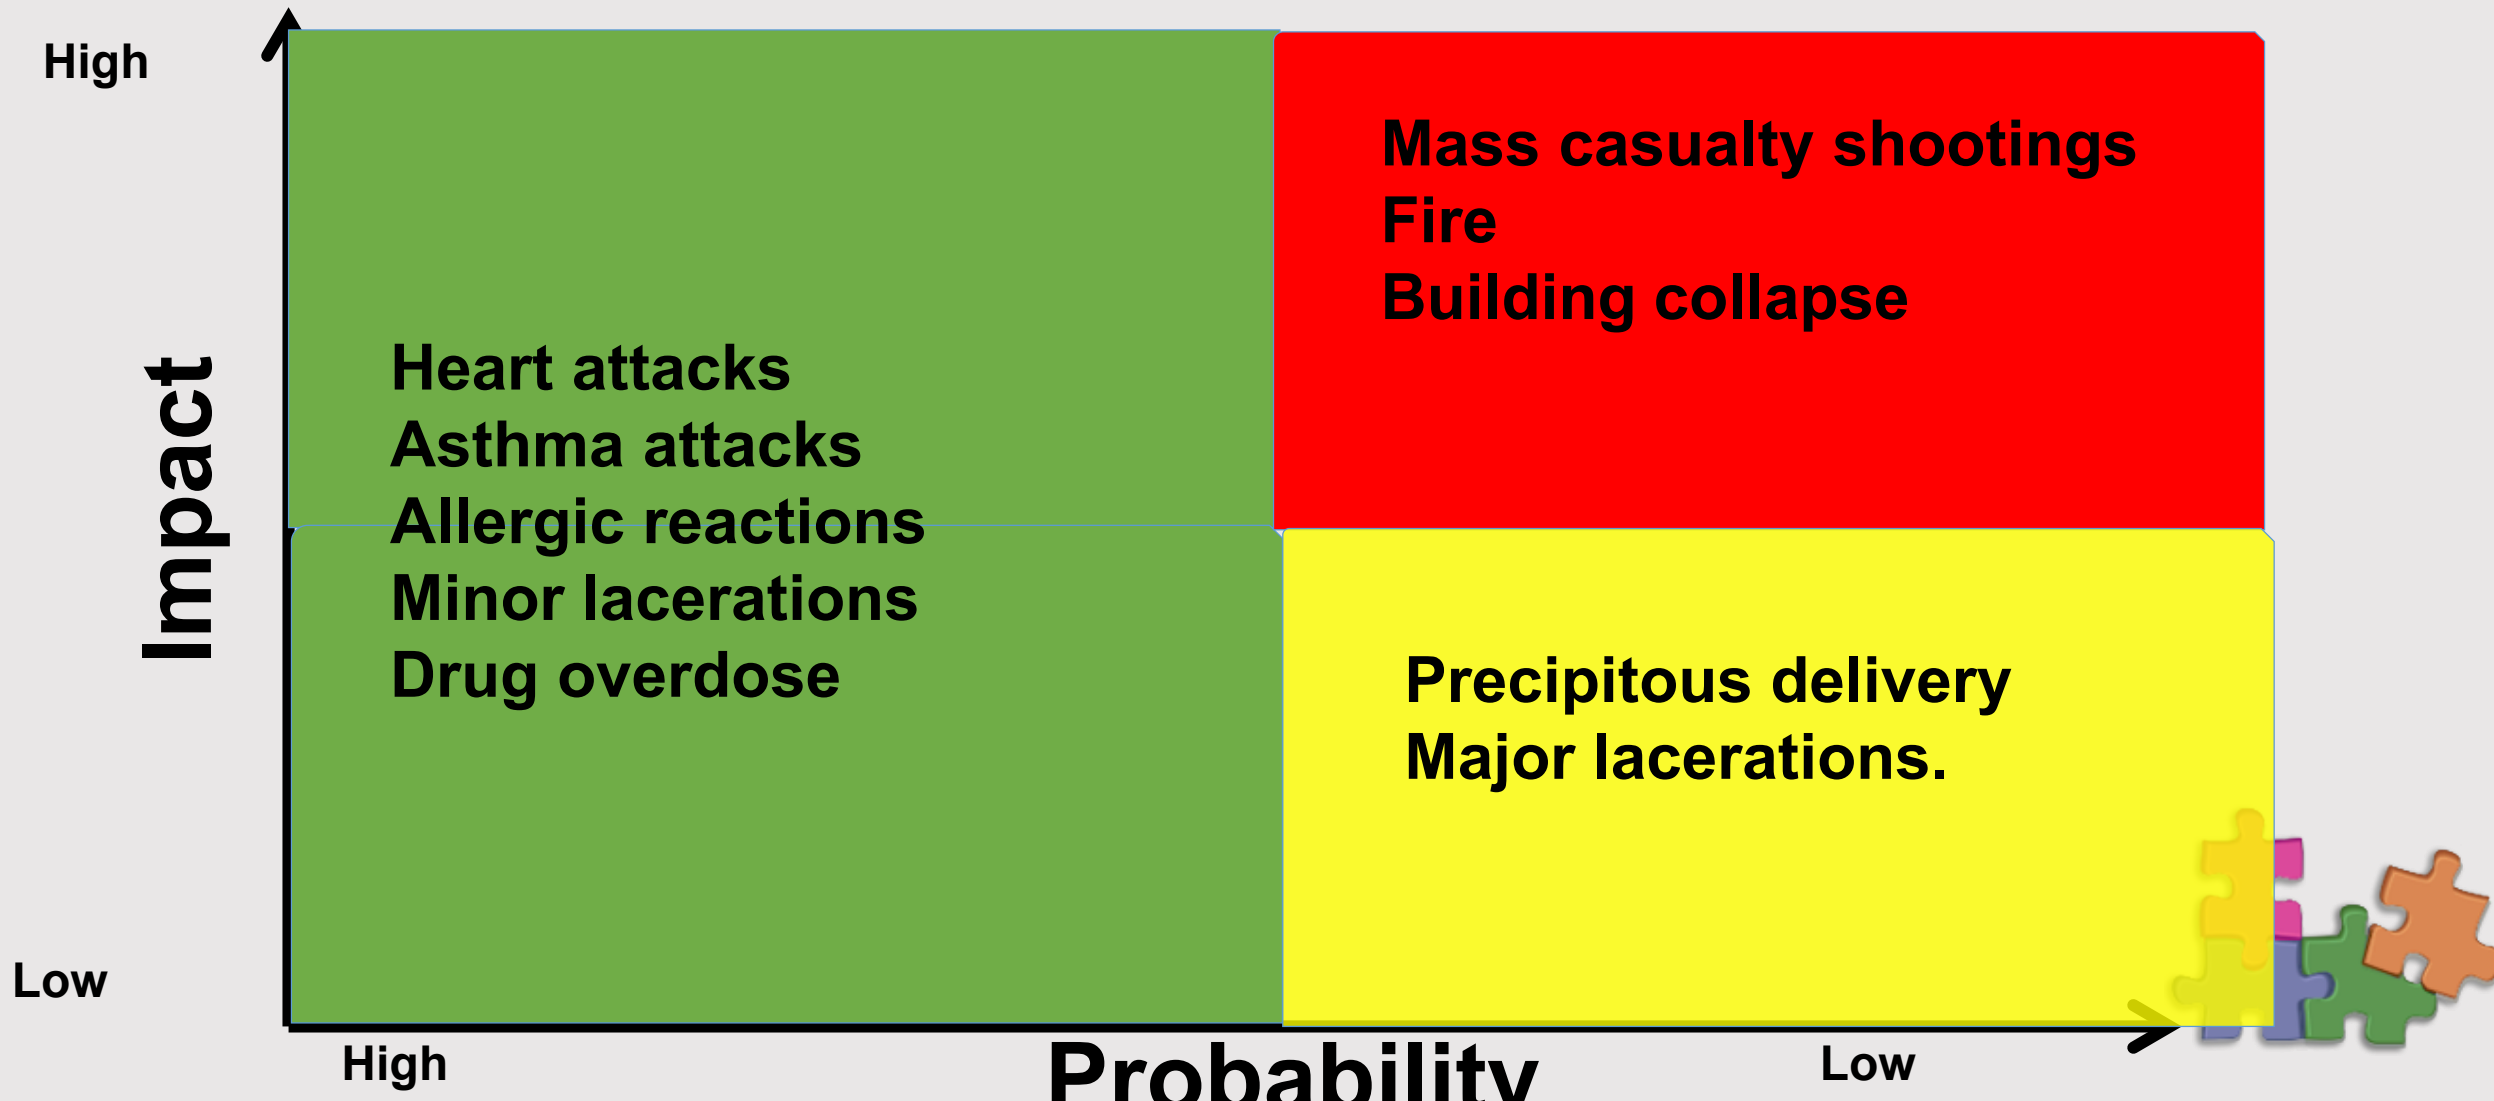 High
Mass casualty shootings
Fire
Building collapse
Heart attacks
Asthma attacks
Allergic reactions
Minor lacerations
Drug overdose
Impact
Precipitous delivery
Major lacerations.
Low
High
Probability
Low